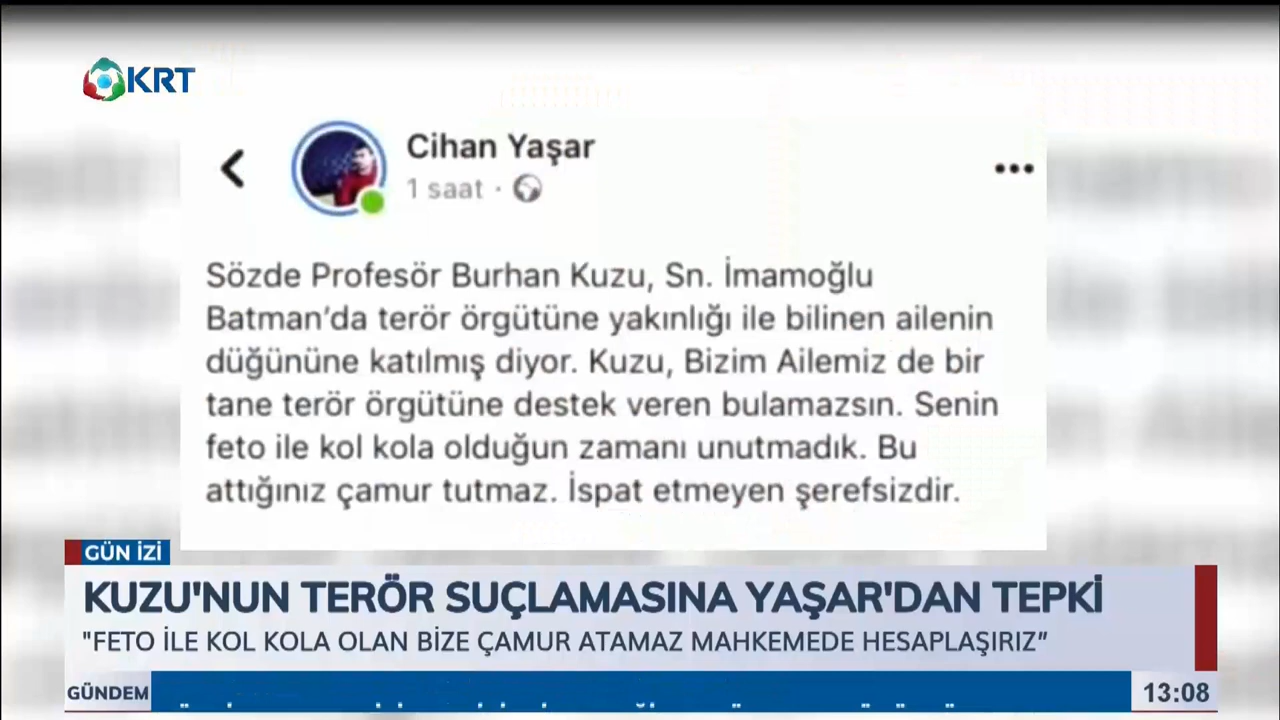 KRT
Cihan Yaşar
1 saat ·
Sözde Profesör Burhan Kuzu, Sn. İmamoğlu
Batman’da terör örgütüne yakınlığı ile bilinen ailenin
düğününe katılmış diyor. Kuzu, Bizim Ailemiz de bir
tane terör örgütüne destek veren bulamazsın. Senin
feto ile kol kola olduğun zamanı unutmadık. Bu
attığınız çamur tutmaz. İspat etmeyen şerefsizdir.
GÜN İZİ
KUZU'NUN TERÖR SUÇLAMASINA YAŞAR'DAN TEPKİ
"FETO İLE KOL KOLA OLAN BİZE ÇAMUR ATAMAZ MAHKEMEDE HESAPLAŞIRIZ”
GÜNDEM
13:08